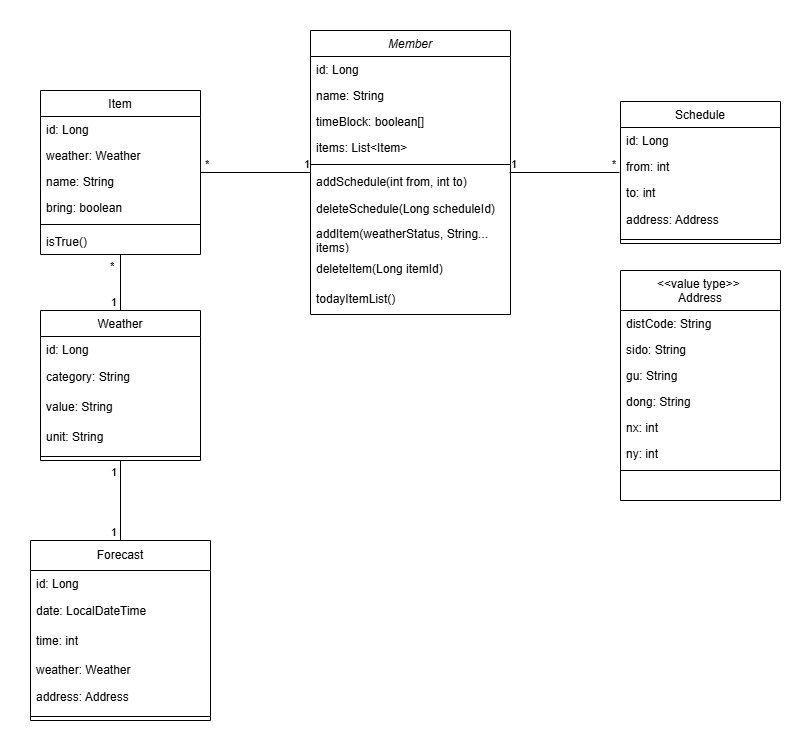 Member
id: Long
name: String
timeBlock: boolean[]
items: List<Item>
addSchedule(int from, int to)
deleteSchedule(Long scheduleId)
addItem(weatherStatus, String...
items)
deleteItem(Long itemId)
todayItemList()
Item
id: Long
weather: Weather
name: String
bring: boolean
isTrue()
*
1
1
*
Schedule
id: Long
from: int
to: int
address: Address
<<value type>>
Address
distCode: String
sido: String
gu: String
dong: String
nx: int
ny: int
*
1
Weather
id: Long
category: String
value: String
unit: String
1
1
Forecast
id: Long
date: LocalDateTime
time: int
weather: Weather
address: Address